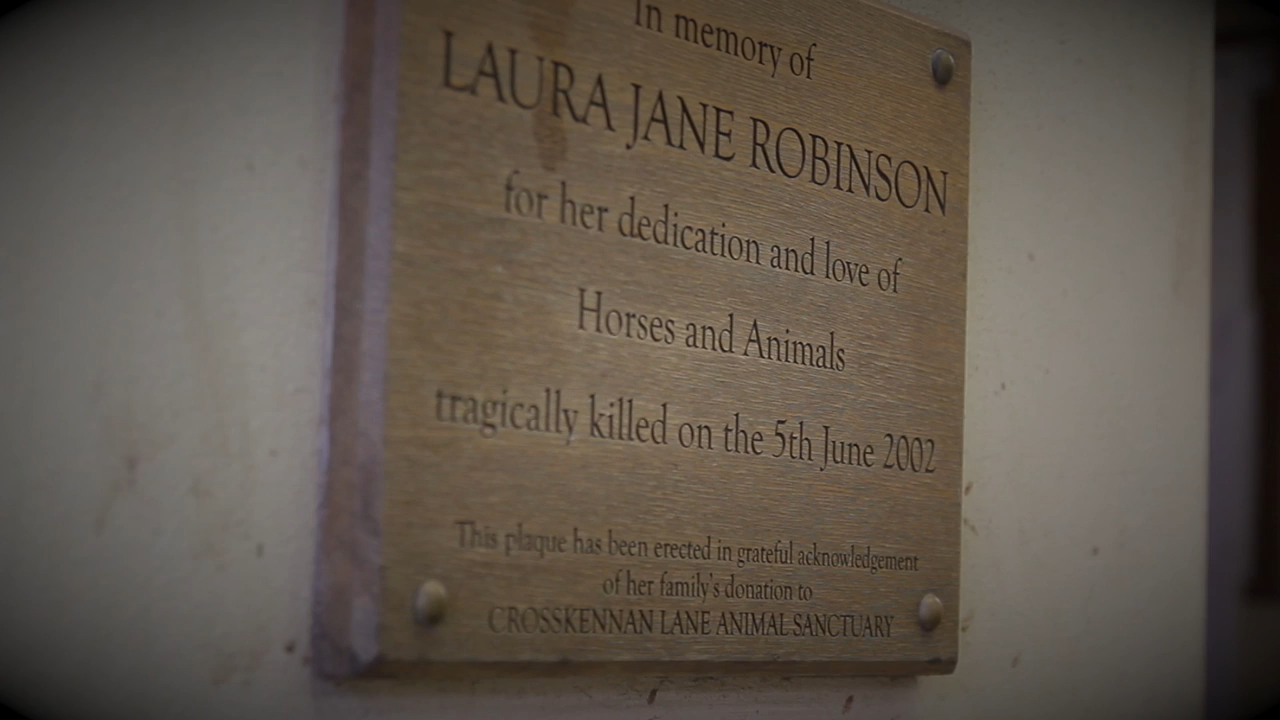 In memory of
LAURA JANE ROBINSON
for her dedication and love of
Horses and Animals
tragically killed on the 5th June 2002
This plaque has been erected in grateful acknowledgement
of her family's donation to
CROSSKENNAN LANE ANIMAL SANCTUARY